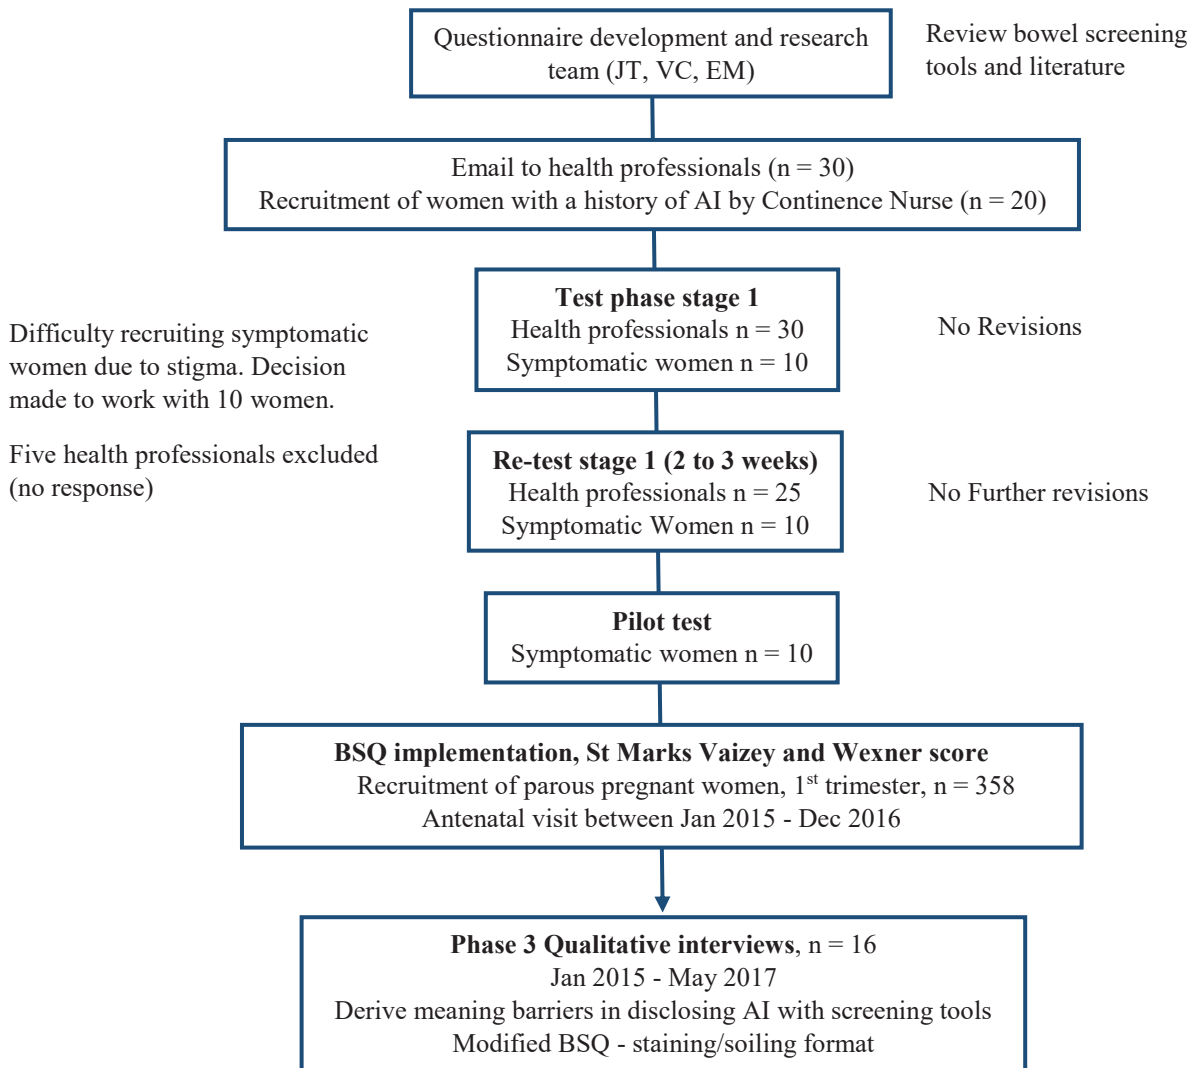 Questionnaire development and research
team (JT, VC, EM)
Review bowel screening
tools and literature
Email to health professionals (n = 30)
Recruitment of women with a history of AI by Continence Nurse (n = 20)
Test phase stage 1
Health professionals n = 30
Symptomatic women n = 10
No Revisions
Difficulty recruiting symptomatic
women due to stigma. Decision
made to work with 10 women.
Five health professionals excluded
(no response)
Re-test stage 1 (2 to 3 weeks)
Health professionals n = 25
Symptomatic Women n = 10
No Further revisions
Pilot test
Symptomatic women n = 10
BSQ implementation, St Marks Vaizey and Wexner score
Recruitment of parous pregnant women, 1st trimester, n = 358
Antenatal visit between Jan 2015 - Dec 2016
Phase 3 Qualitative interviews, n = 16
Jan 2015 - May 2017
Derive meaning barriers in disclosing AI with screening tools
Modified BSQ - staining/soiling format